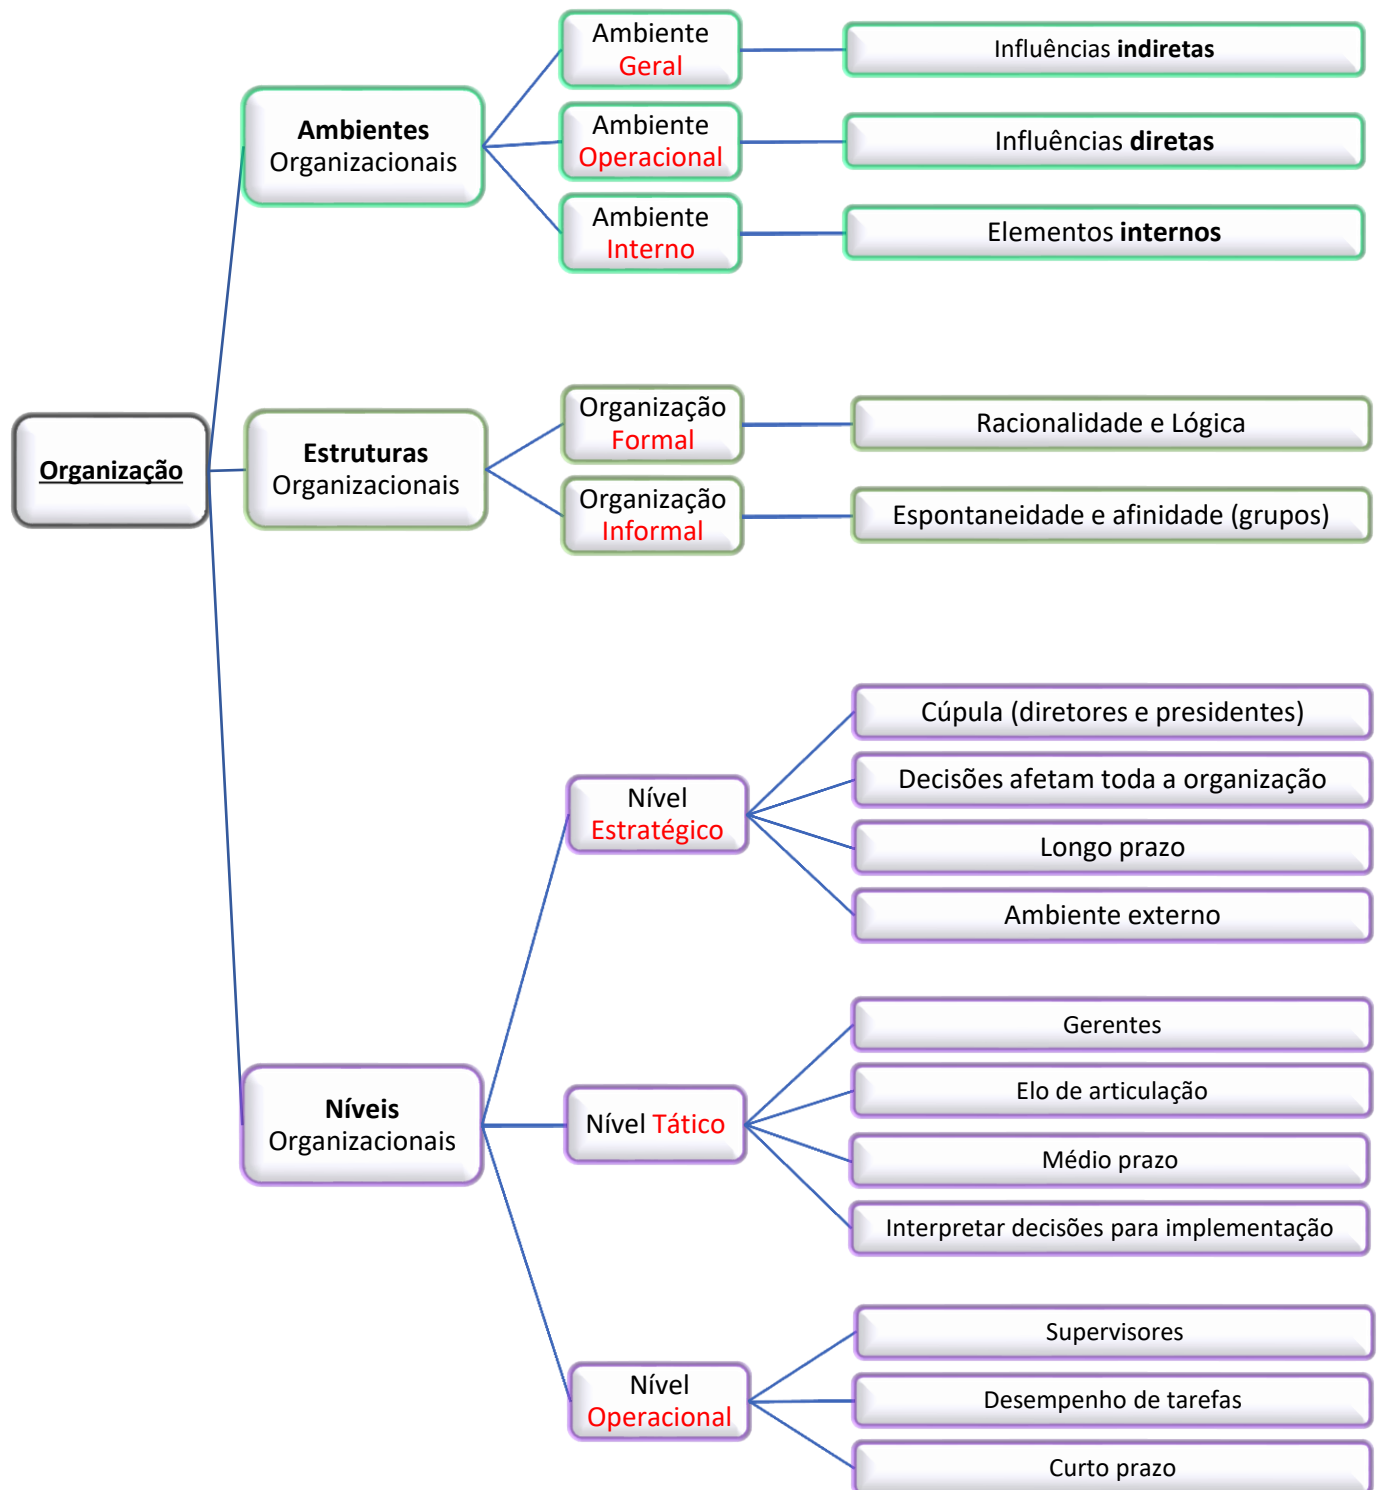 Organização
Ambientes
Organizacionais
Ambiente
Geral
Influências indiretas
Ambiente
Operacional
Influências diretas
Ambiente
Interno
Elementos internos
Estruturas
Organizacionais
Organização
Formal
Racionalidade e Lógica
Organização
Informal
Espontaneidade e afinidade (grupos)
Níveis
Organizacionais
Nível
Estratégico
Cúpula (diretores e presidentes)
Decisões afetam toda a organização
Longo prazo
Ambiente externo
Nível Tático
Gerentes
Elo de articulação
Médio prazo
Interpretar decisões para implementação
Nível
Operacional
Supervisores
Desempenho de tarefas
Curto prazo